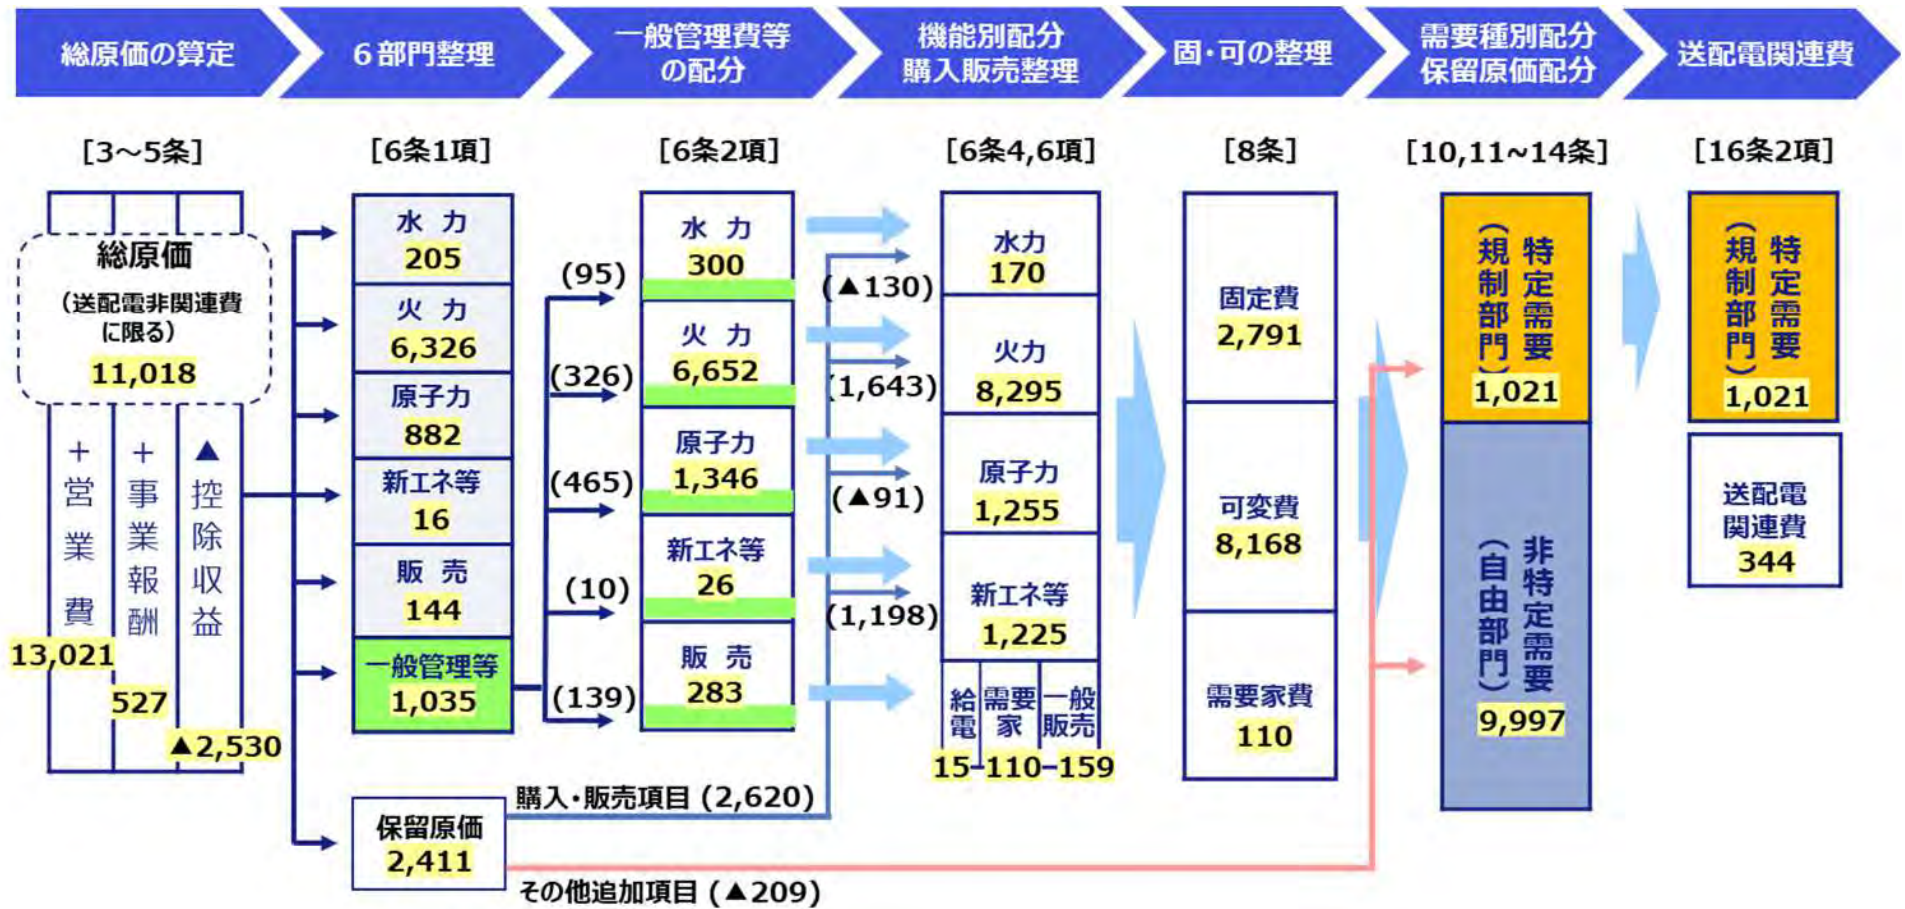 総原価の算定
6部門整理
一般管理費等
の配分
機能別配分
購入販売整理
固・可の整理
需要種別配分
保留原価配分
送配電関連費
[3～5条]
[6条1項]
[6条2項]
[6条4,6項]
[8条]
[10,11~14条]
[16条2項]
総原価
（送配電非関連費
に限る）
11,018
＋営業費
13,021
＋事業報酬
527
▲控除収益
▲2,530
水 力
205
火 力
6,326
原子力
882
新エネ等
16
販 売
144
一般管理等
1,035
保留原価
2,411
(95)
(326)
(465)
(10)
(139)
水 力
300
火 力
6,652
原子力
1,346
新エネ等
26
販 売
283
購入・販売項目 (2,620)
その他追加項目 (▲209)
(▲130)
(1,643)
(▲91)
(1,198)
水力
170
火力
8,295
原子力
1,255
新エネ等
1,225
給電
15
需要家
110
一般販売
159
固定費
2,791
可変費
8,168
需要家費
110
特定需要
（規制部門）
1,021
非特定需要
（自由部門）
9,997
特定需要
（規制部門）
1,021
送配電
関連費
344